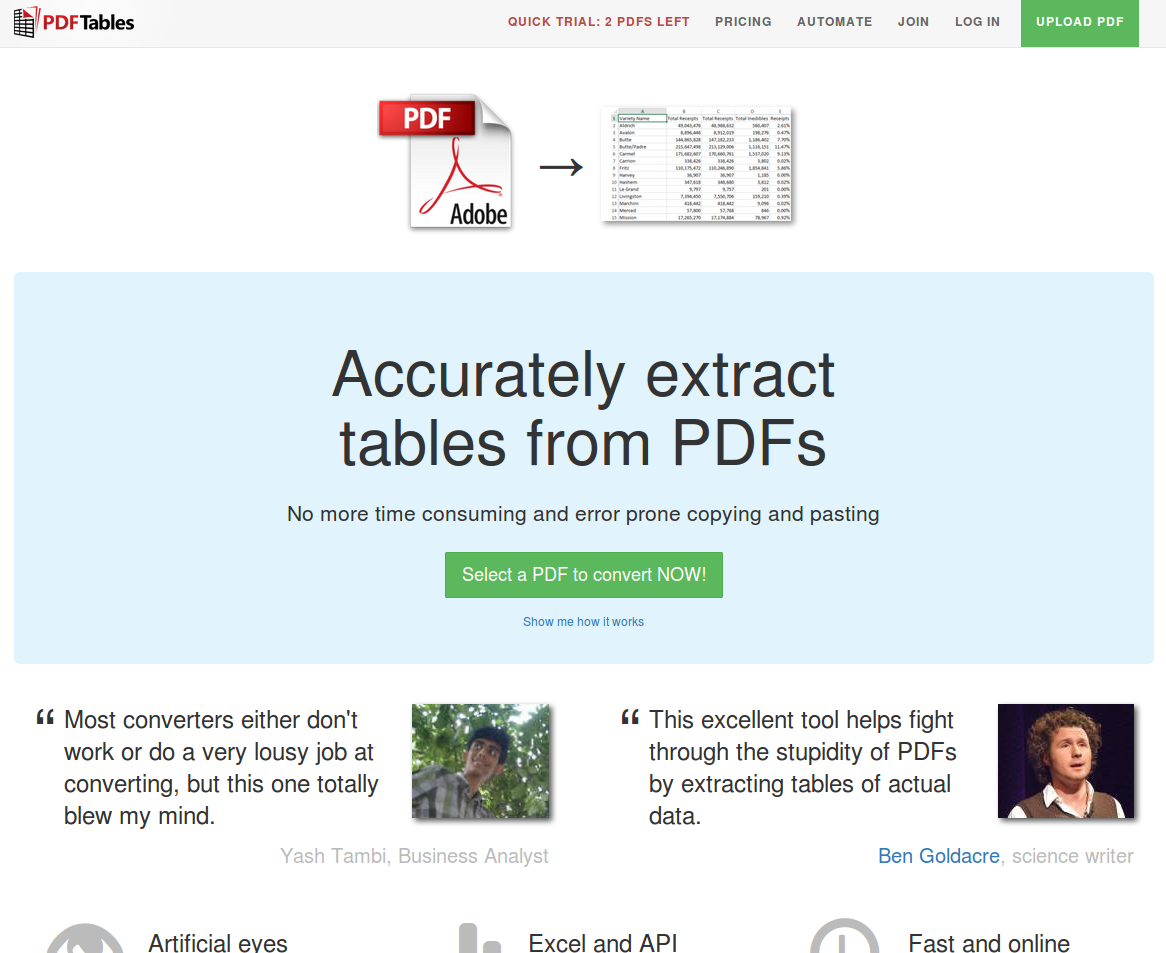 PDFTables
QUICK TRIAL: 2 PDFS LEFT
PRICING
AUTOMATE
JOIN
LOG IN
UPLOAD PDF
PDF
Adobe
→
A B C D E
1 Variety Name Total Receipts Total Receipts Total Inedibles Receipts
2 Aldrich 49,043,476 48,988,632 580,407 2.61%
3 Avalon 8,896,446 8,912,019 198,276 0.47%
4 Butte 144,865,828 147,182,233 1,186,402 7.70%
5 Butte/Padre 215,647,498 213,129,006 1,116,151 11.47%
6 Carmel 171,682,607 170,660,761 1,537,020 9.13%
7 Carrion 338,426 338,426 3,802 0.02%
8 Fritz 110,175,472 110,246,890 1,854,841 5.86%
9 Harvey 36,907 36,907 1,185 0.00%
10 Hashem 347,618 346,680 3,812 0.02%
11 Le Grand 9,797 9,757 201 0.00%
12 Livingston 7,394,450 7,550,706 159,210 0.39%
13 Marchini 418,442 418,442 9,096 0.02%
14 Merced 57,800 57,768 846 0.00%
15 Mission 17,265,270 17,174,884 78,967 0.92%
Accurately extract
tables from PDFs
No more time consuming and error prone copying and pasting
Select a PDF to convert NOW!
Show me how it works
“ Most converters either don't
work or do a very lousy job at
converting, but this one totally
blew my mind.
Yash Tambi, Business Analyst
“ This excellent tool helps fight
through the stupidity of PDFs
by extracting tables of actual
data.
Ben Goldacre, science writer
Artificial eyes
Excel and API
Fast and online